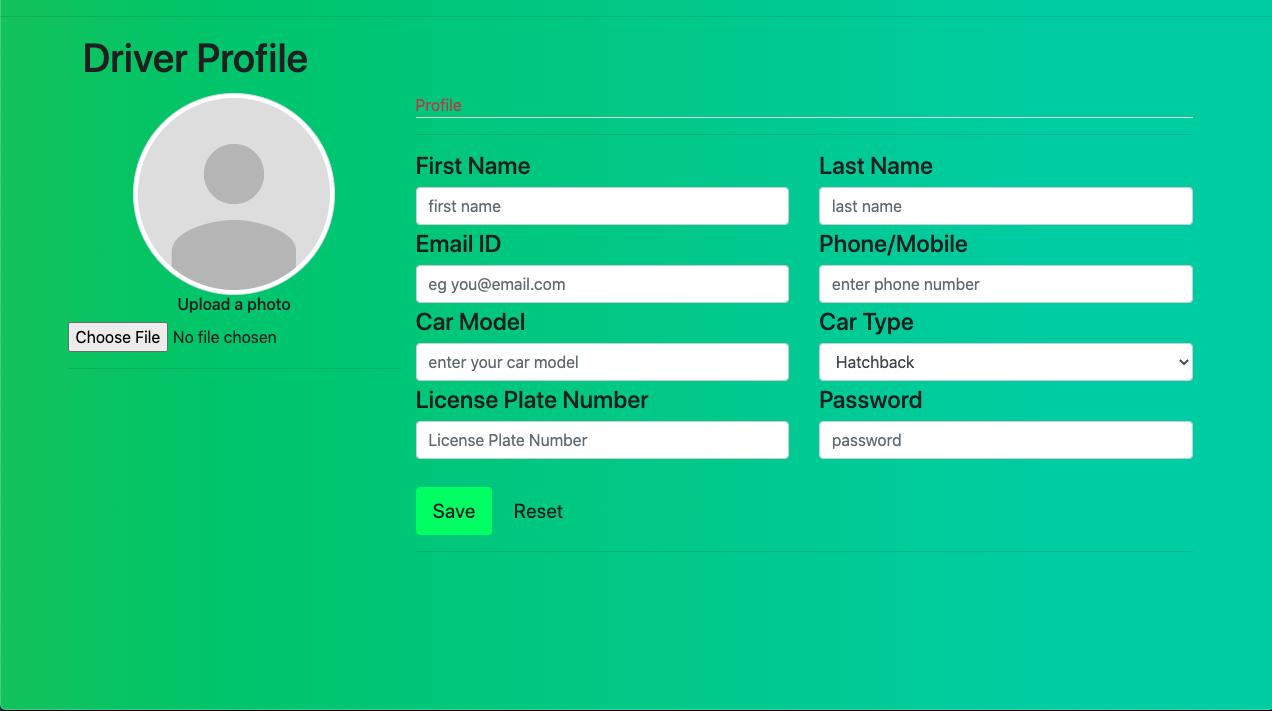 Driver Profile
Upload a photo
Choose File No file chosen
Profile
First Name
first name
Last Name
last name
Email ID
eg you@email.com
Phone/Mobile
enter phone number
Car Model
enter your car model
Car Type
Hatchback
License Plate Number
License Plate Number
Password
password
Save
Reset